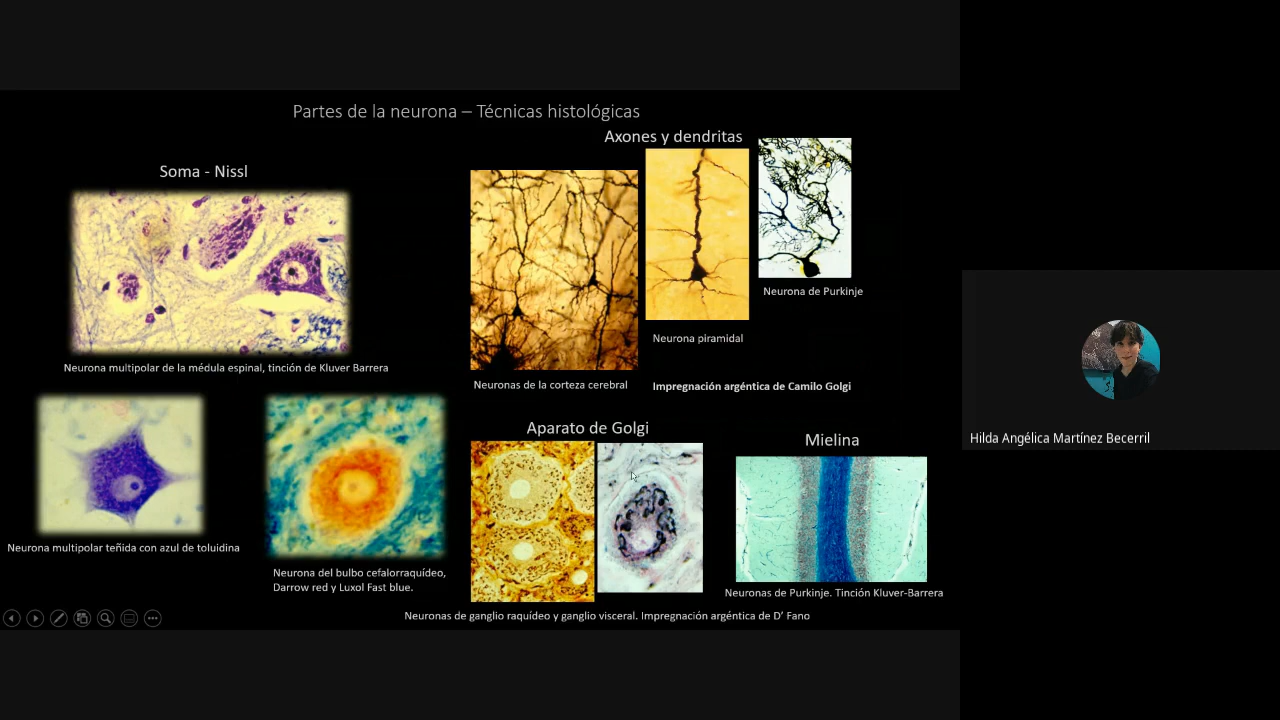 Partes de la neurona – Técnicas histológicas
Soma - Nissl
Neurona multipolar de la médula espinal, tinción de Kluver Barrera
Neurona multipolar teñida con azul de toluidina
Neurona del bulbo cefalorraquídeo,
Darrow red y Luxol Fast blue.
Axones y dendritas
Neuronas de la corteza cerebral
Neurona piramidal
Neurona de Purkinje
Impregnación argéntica de Camilo Golgi
Aparato de Golgi
Neuronas de ganglio raquídeo y ganglio visceral. Impregnación argéntica de D’ Fano
Mielina
Neuronas de Purkinje. Tinción Kluver-Barrera
Hilda Angélica Martínez Becerril